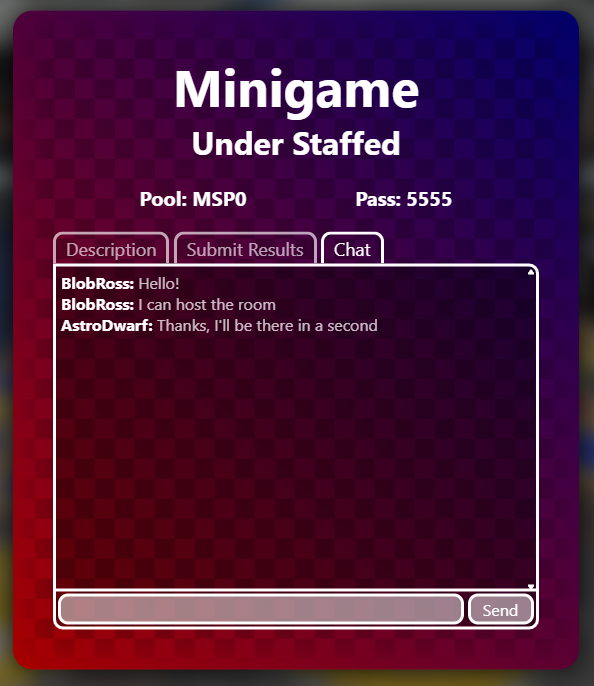 Minigame
Under Staffed
Pool: MSP0 Pass: 5555
Description Submit Results Chat
BlobRoss: Hello!
BlobRoss: I can host the room
AstroDwarf: Thanks, I'll be there in a second
Send